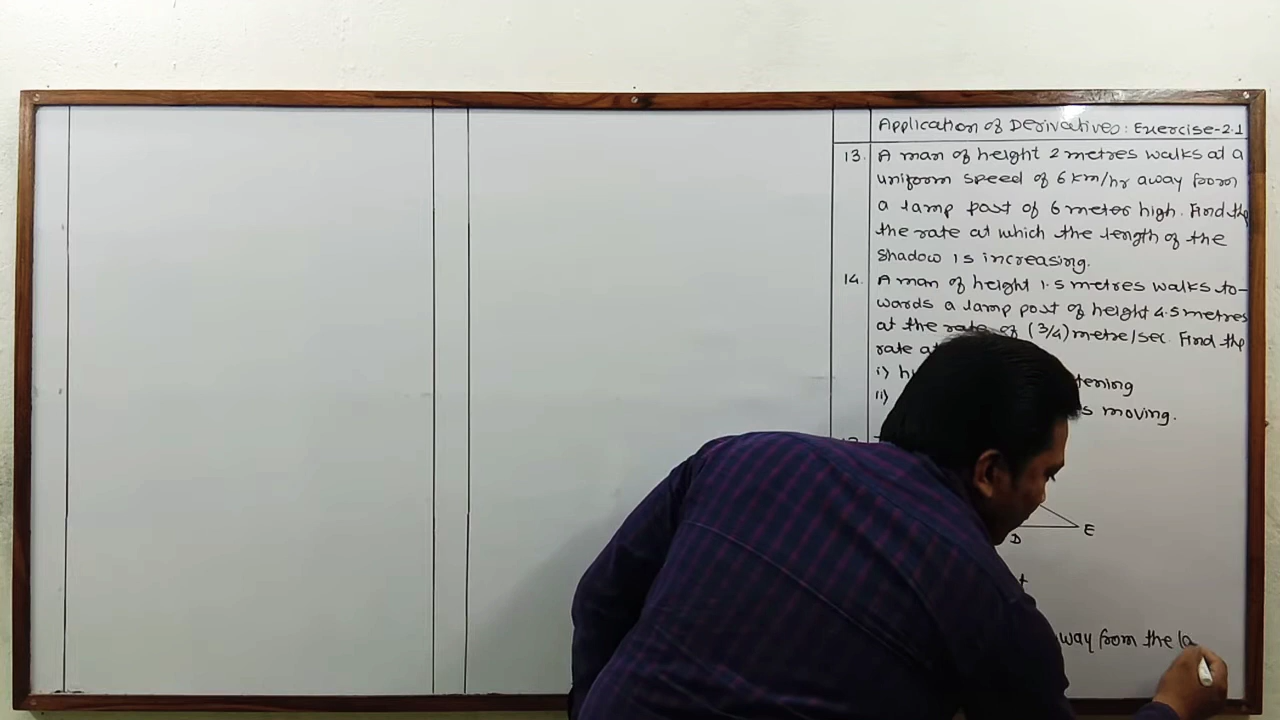 Application of Derivatives: Exercise-2.1
13. A man of height 2 metres walks at a
uniform speed of 6 km/hr away from
a lamp post of 6 meter high. Find the
the rate at which the length of the
shadow is increasing.
14. A man of height 1.5 metres walks to-
wards a lamp post of height 4.5 metres
at the rate of (3/4) metre/sec. Find the
rate at
i) h tening
ii) s moving.
13.
D E
way from the la